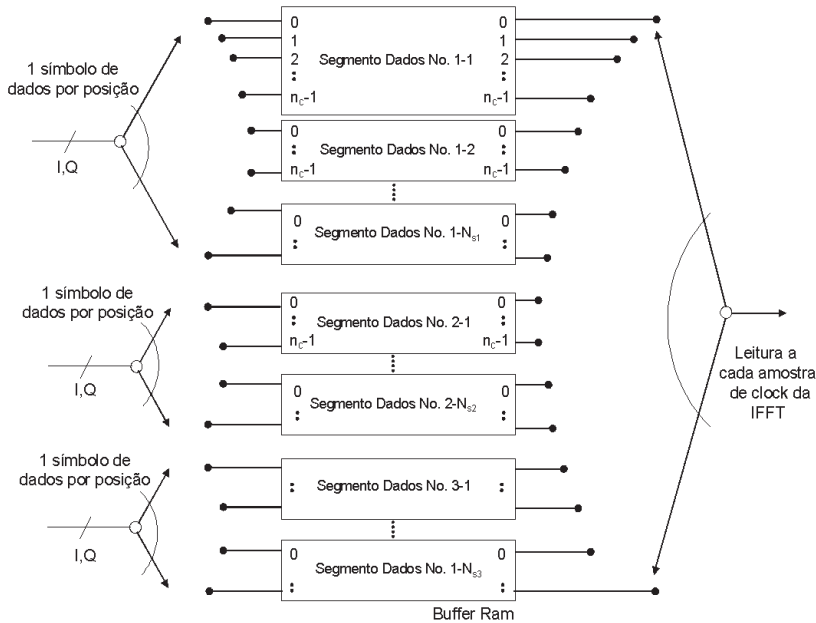 1 símbolo de
dados por posição
I,Q
0 0
1 1
2 2
Segmento Dados No. 1-1
n_c-1 n_c-1
0 0
Segmento Dados No. 1-2
n_c-1 n_c-1
0 0
Segmento Dados No. 1-N_s1
1 símbolo de
dados por posição
I,Q
0 0
Segmento Dados No. 2-1
n_c-1 n_c-1
0 0
Segmento Dados No. 2-N_s2
1 símbolo de
dados por posição
I,Q
Segmento Dados No. 3-1
0 0
Segmento Dados No. 1-N_s3
Buffer Ram
Leitura a
cada amostra
de clock da
IFFT